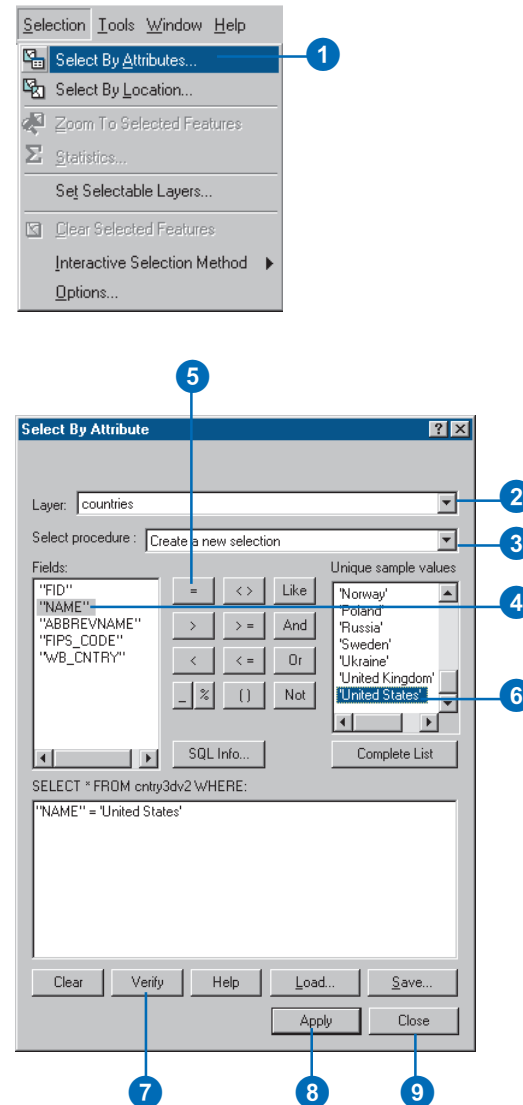 Selection Tools Window Help
Select By Attributes...
1
Select By Location...
Zoom To Selected Features
Σ Statistics...
Set Selectable Layers...
Clear Selected Features
Interactive Selection Method
Options...
5
Select By Attribute ? ×
Layer: countries
2
Select procedure : Create a new selection
3
Fields:
Unique sample values
"FID"
"NAME"
"ABBREVNAME"
"FIPS_CODE"
"WB_CNTRY"
= < > Like
> > = And
< < = Or
_ % ( ) Not
'Norway'
'Poland'
'Russia'
'Sweden'
'Ukraine'
'United Kingdom'
'United States'
4
6
SQL Info...
Complete List
SELECT * FROM cntry3dv2 WHERE:
"NAME" = 'United States'
Clear Verify Help Load... Save...
Apply Close
7 8 9